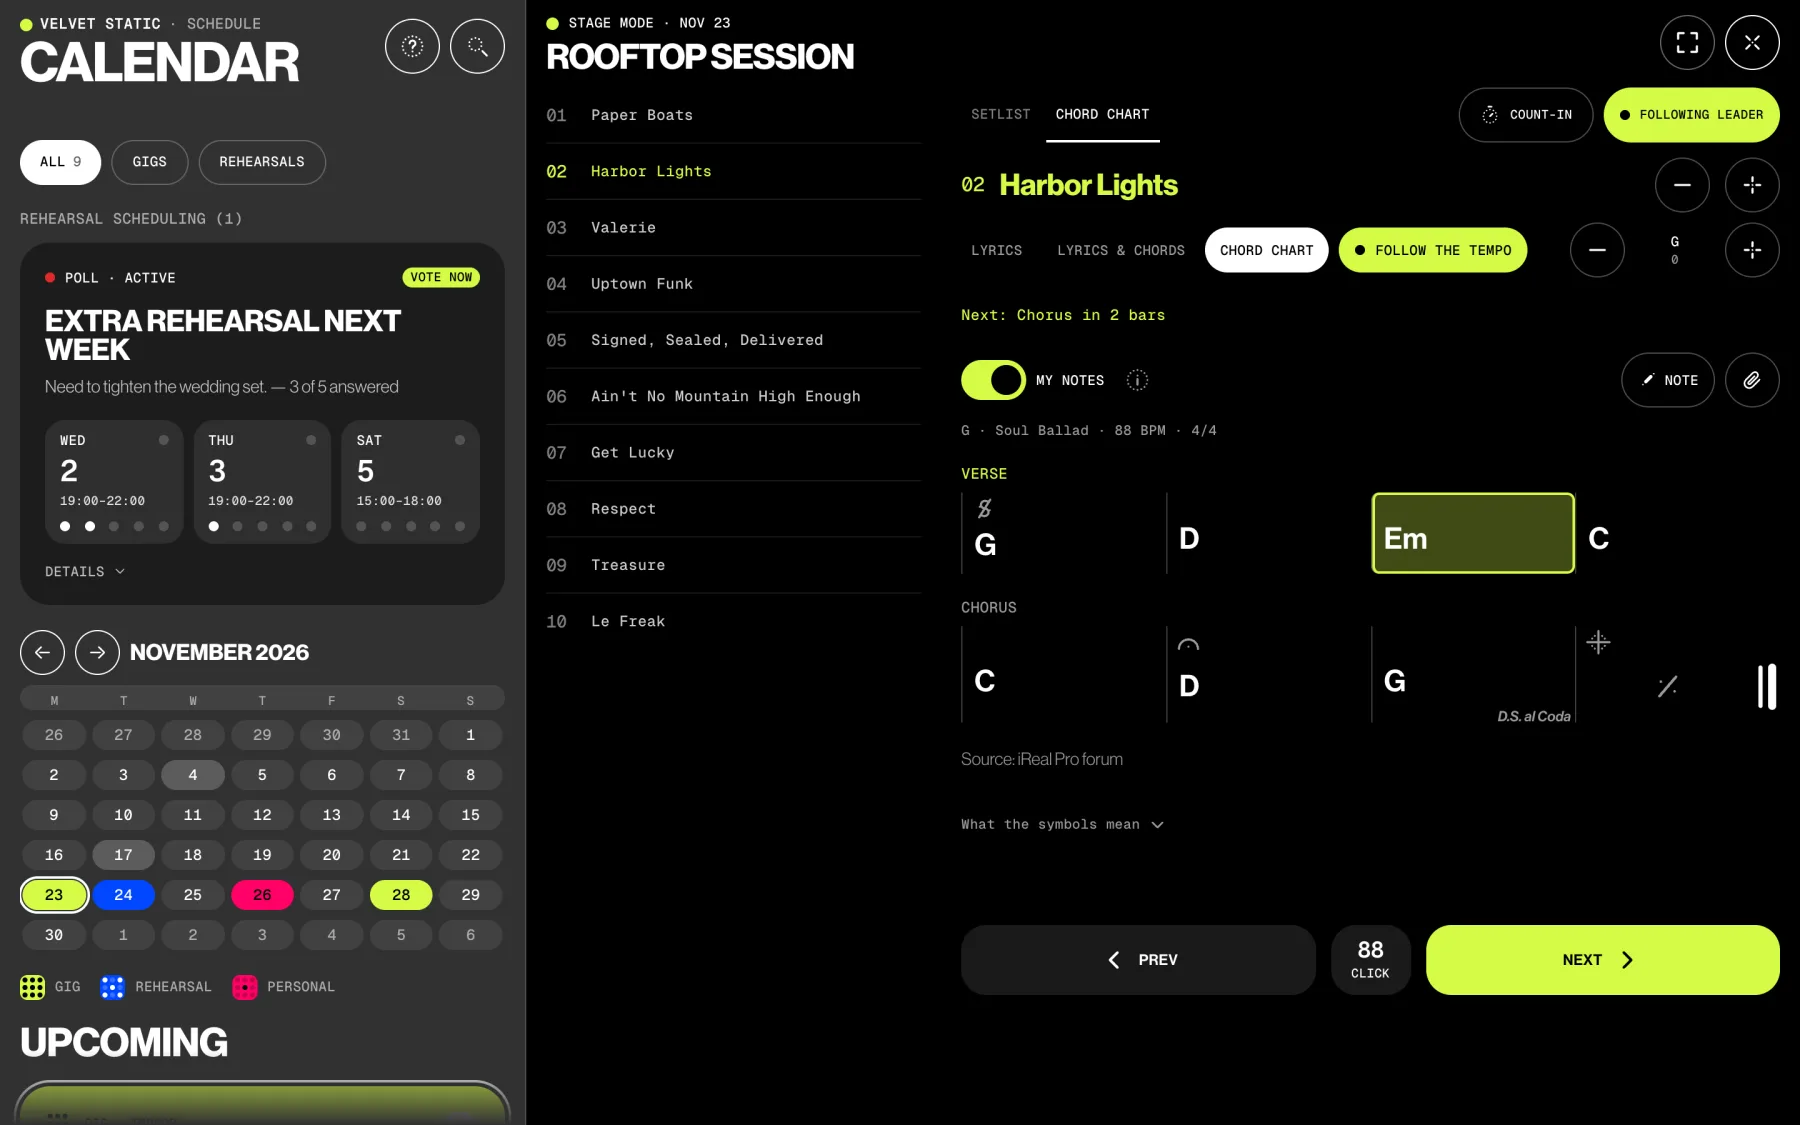 VELVET STATIC · SCHEDULE
CALENDAR
ALL 9
GIGS
REHEARSALS
REHEARSAL SCHEDULING (1)
POLL · ACTIVE
VOTE NOW
EXTRA REHEARSAL NEXT
WEEK
Need to tighten the wedding set. — 3 of 5 answered
WED
2
19:00–22:00
THU
3
19:00–22:00
SAT
5
15:00–18:00
DETAILS
NOVEMBER 2026
M T W T F S S
26 27 28 29 30 31 1
2 3 4 5 6 7 8
9 10 11 12 13 14 15
16 17 18 19 20 21 22
23 24 25 26 27 28 29
30 1 2 3 4 5 6
GIG
REHEARSAL
PERSONAL
UPCOMING
STAGE MODE · NOV 23
ROOFTOP SESSION
01 Paper Boats
02 Harbor Lights
03 Valerie
04 Uptown Funk
05 Signed, Sealed, Delivered
06 Ain't No Mountain High Enough
07 Get Lucky
08 Respect
09 Treasure
10 Le Freak
SETLIST
CHORD CHART
COUNT-IN
FOLLOWING LEADER
02 Harbor Lights
LYRICS
LYRICS & CHORDS
CHORD CHART
FOLLOW THE TEMPO
G
0
Next: Chorus in 2 bars
MY NOTES
NOTE
G · Soul Ballad · 88 BPM · 4/4
VERSE
G D Em C
CHORUS
C D G
D.S. al Coda
Source: iReal Pro forum
What the symbols mean
PREV
88
CLICK
NEXT